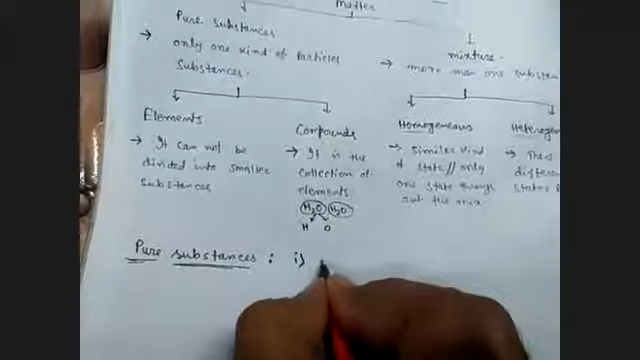 Matter
Pure Substances
→ only one kind of Particles
Substances.
mixture.
→ more than one substan
Elements
→ It can not be
divided into smaller
substances
Compounds
→ It is the
collection of
elements
H₂O H₂O
H O
Homogeneous
→ Similar kind
of state // only
one state through
out the mix.
Heterogen
→
differen
states
Pure substances : i)